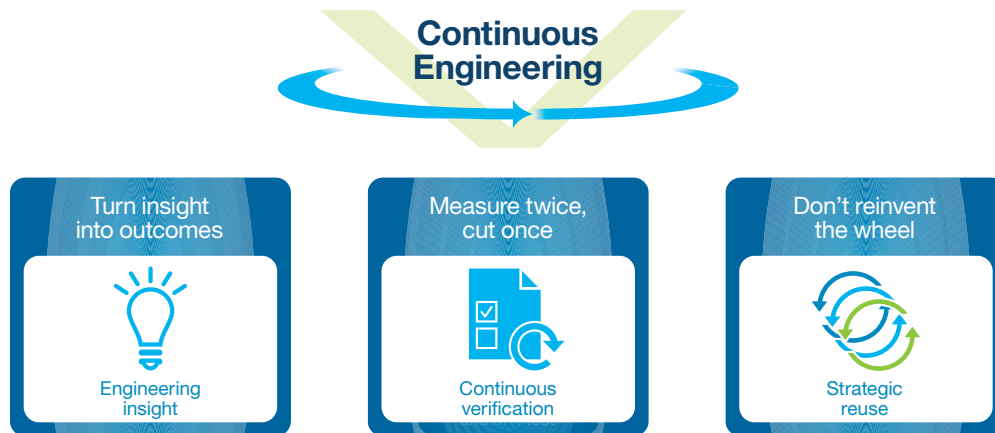 Continuous
Engineering
Turn insight
into outcomes
Engineering
insight
Measure twice,
cut once
Continuous
verification
Don’t reinvent
the wheel
Strategic
reuse